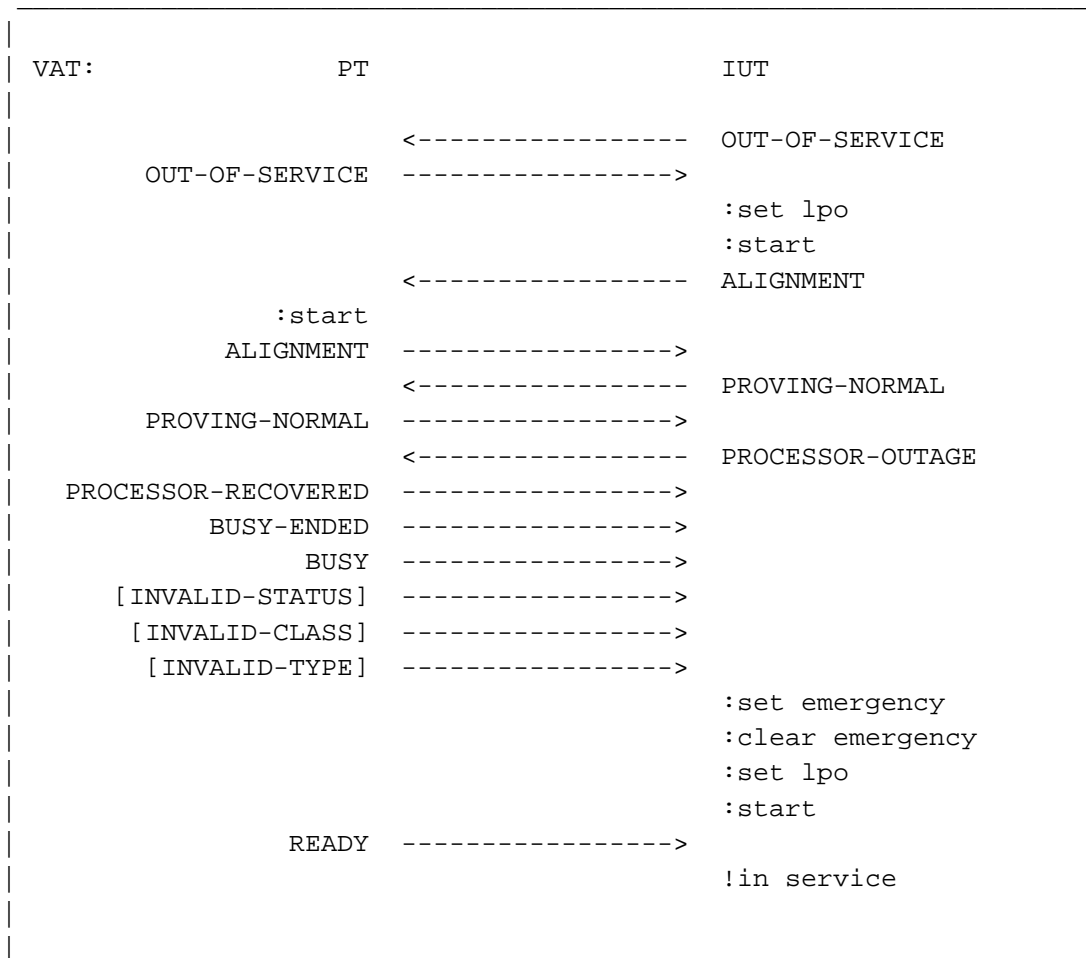 VAT: PT IUT
<----------------- OUT-OF-SERVICE
OUT-OF-SERVICE ----------------->
:set lpo
:start
<----------------- ALIGNMENT
:start
ALIGNMENT ----------------->
<----------------- PROVING-NORMAL
PROVING-NORMAL ----------------->
<----------------- PROCESSOR-OUTAGE
PROCESSOR-RECOVERED ----------------->
BUSY-ENDED ----------------->
BUSY ----------------->
[INVALID-STATUS] ----------------->
[INVALID-CLASS] ----------------->
[INVALID-TYPE] ----------------->
:set emergency
:clear emergency
:set lpo
:start
READY ----------------->
!in service